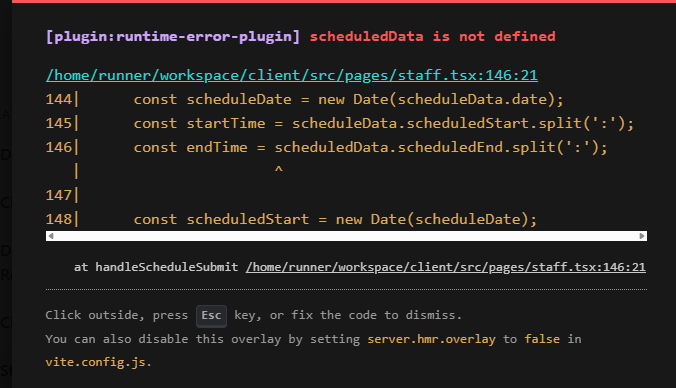 [plugin:runtime-error-plugin] scheduledData is not defined
/home/runner/workspace/client/src/pages/staff.tsx:146:21
144|      const scheduleDate = new Date(scheduleData.date);
145|      const startTime = scheduleData.scheduledStart.split(':');
146|      const endTime = scheduledData.scheduledEnd.split(':');
   |                      ^
147|
148|      const scheduledStart = new Date(scheduleDate);
at handleScheduleSubmit /home/runner/workspace/client/src/pages/staff.tsx:146:21
Click outside, press Esc key, or fix the code to dismiss.
You can also disable this overlay by setting server.hmr.overlay to false in
vite.config.js.